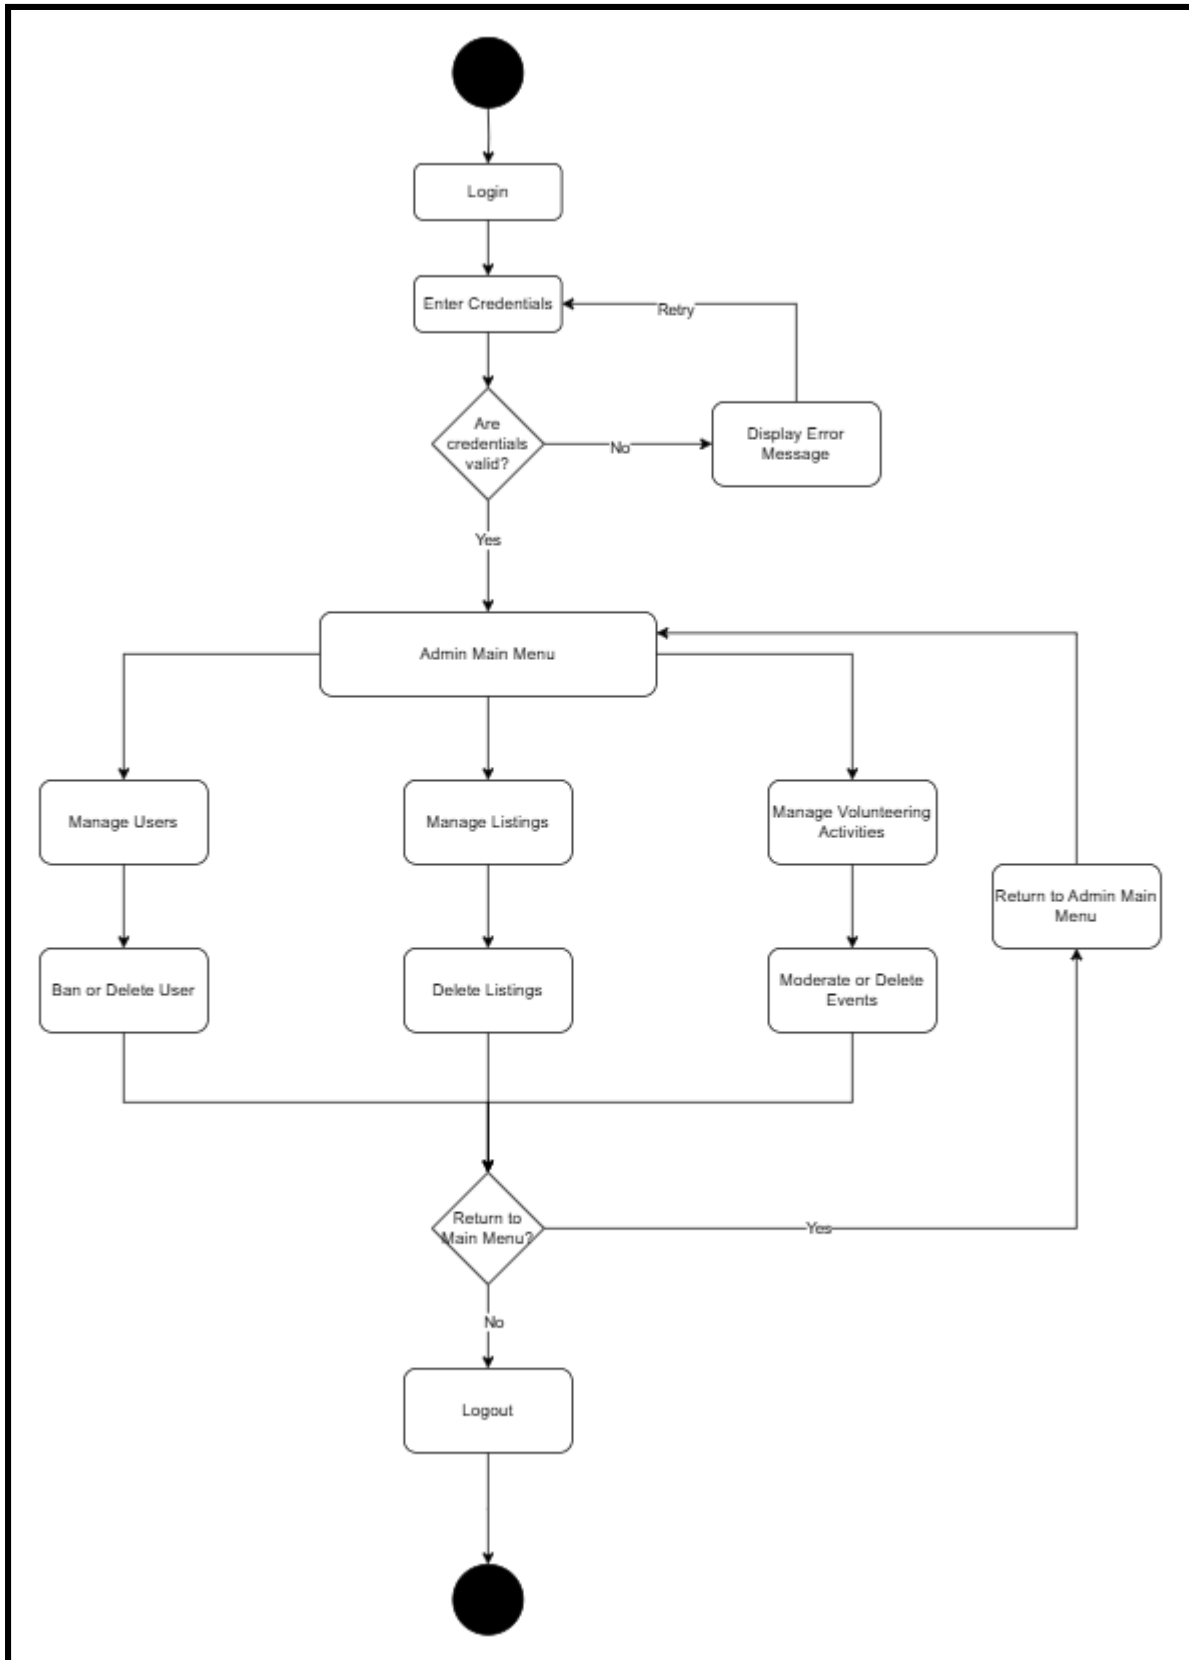 Login
Enter Credentials
Retry
Are
credentials
valid?
No
Display Error
Message
Yes
Admin Main Menu
Manage Users
Manage Listings
Manage Volunteering
Activities
Return to Admin Main
Menu
Ban or Delete User
Delete Listings
Moderate or Delete
Events
Return to
Main Menu?
Yes
No
Logout